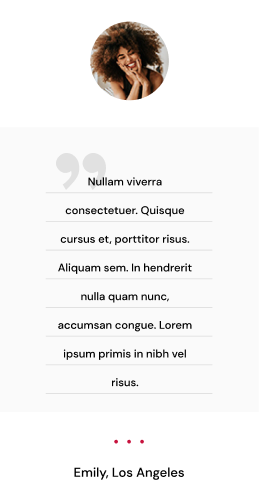 Nullam viverra
consectetuer. Quisque
cursus et, porttitor risus.
Aliquam sem. In hendrerit
nulla quam nunc,
accumsan congue. Lorem
ipsum primis in nibh vel
risus.
Emily, Los Angeles